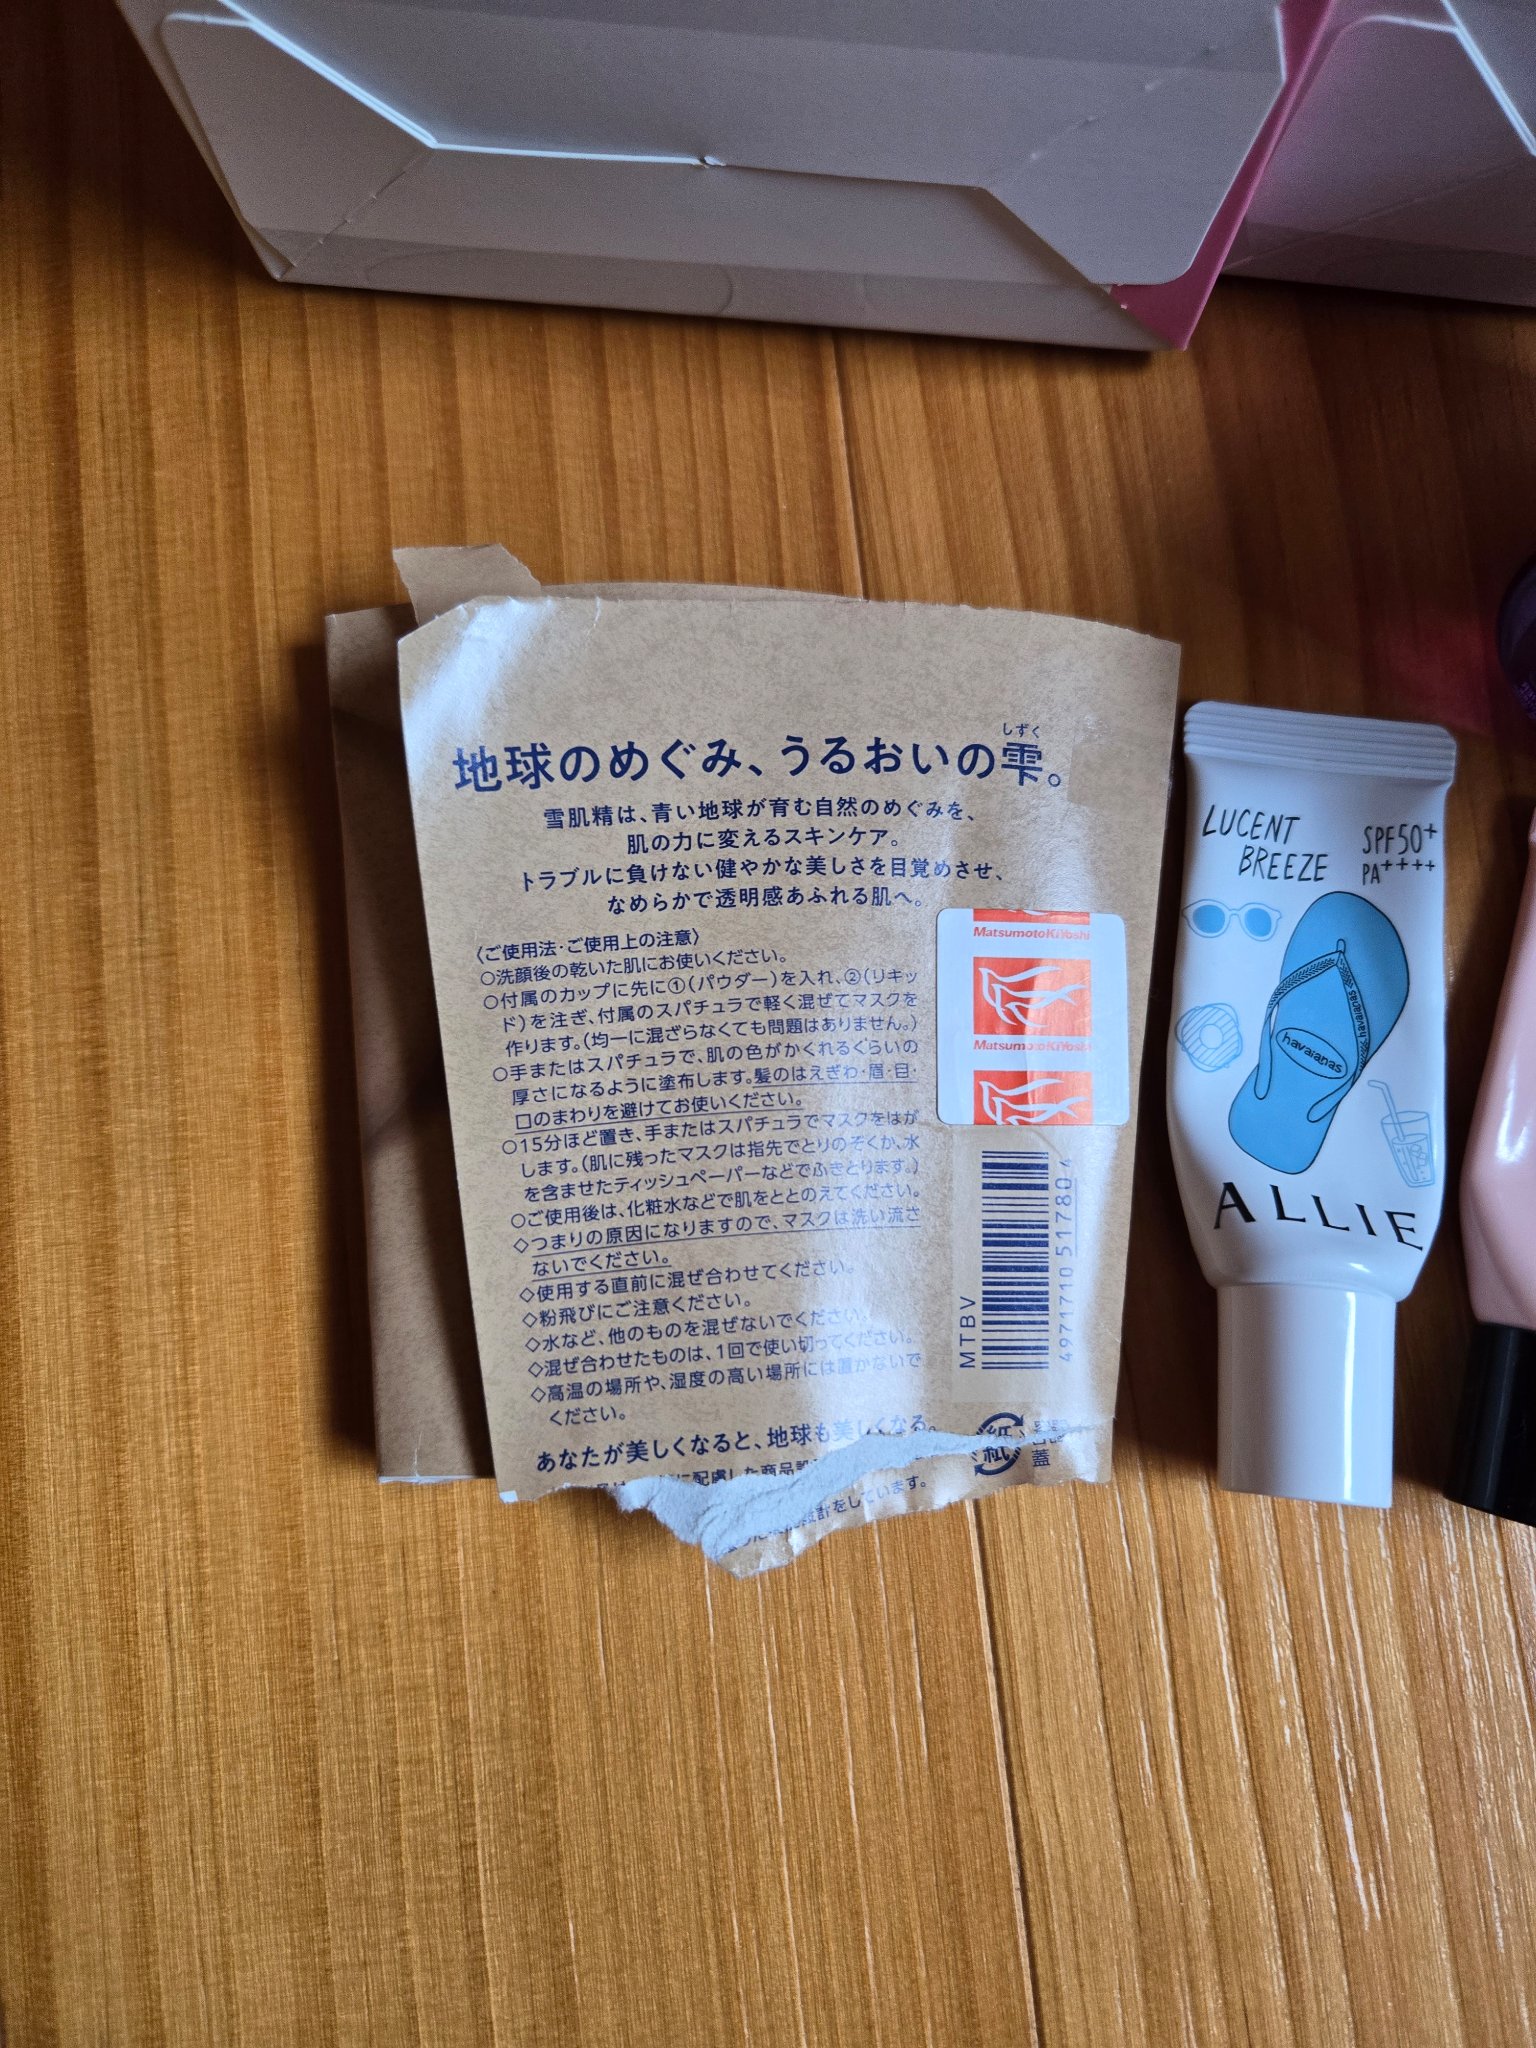 しずく
地球のめぐみ、うるおいの雫。
雪肌精は、青い地球が育む自然のめぐみを、
肌の力に変えるスキンケア。
トラブルに負けない健やかな美しさを目覚めさせ、
なめらかで透明感あふれる肌へ。
〈ご使用法・ご使用上の注意〉
○洗顔後の乾いた肌にお使いください。
○付属のカップに先に①(パウダー)を入れ、②(リキッ
ド)を注ぎ、付属のスパチュラで軽く混ぜてマスクを
作ります。(均一に混ざらなくても問題はありません。)
○手またはスパチュラで、肌の色がかくれるぐらいの
厚さになるように塗布します。髪のはえぎわ・眉・目・
口のまわりを避けてお使いください。
○15分ほど置き、手またはスパチュラでマスクをはが
します。(肌に残ったマスクは指先でとりのぞくか、水
を含ませたティッシュペーパーなどでふきとります。)
○ご使用後は、化粧水などで肌をととのえてください。
◇つまりの原因になりますので、マスクは洗い流さ
ないでください。
◇使用する直前に混ぜ合わせてください。
◇粉飛びにご注意ください。
◇水など、他のものを混ぜないでください。
◇混ぜ合わせたものは、1回で使い切ってください。
◇高温の場所や、湿度の高い場所には置かないで
ください。
あなたが美しくなると、地球も美しくなる。
に配慮した商品設
設計をしています。
MatsumotoKiYoshi
MatsumotoKiYoshi
MTBV
4971710 517804
紙
蓋
LUCENT
BREEZE
SPF50+
PA++++
havaianas
havaianas
ALLIE